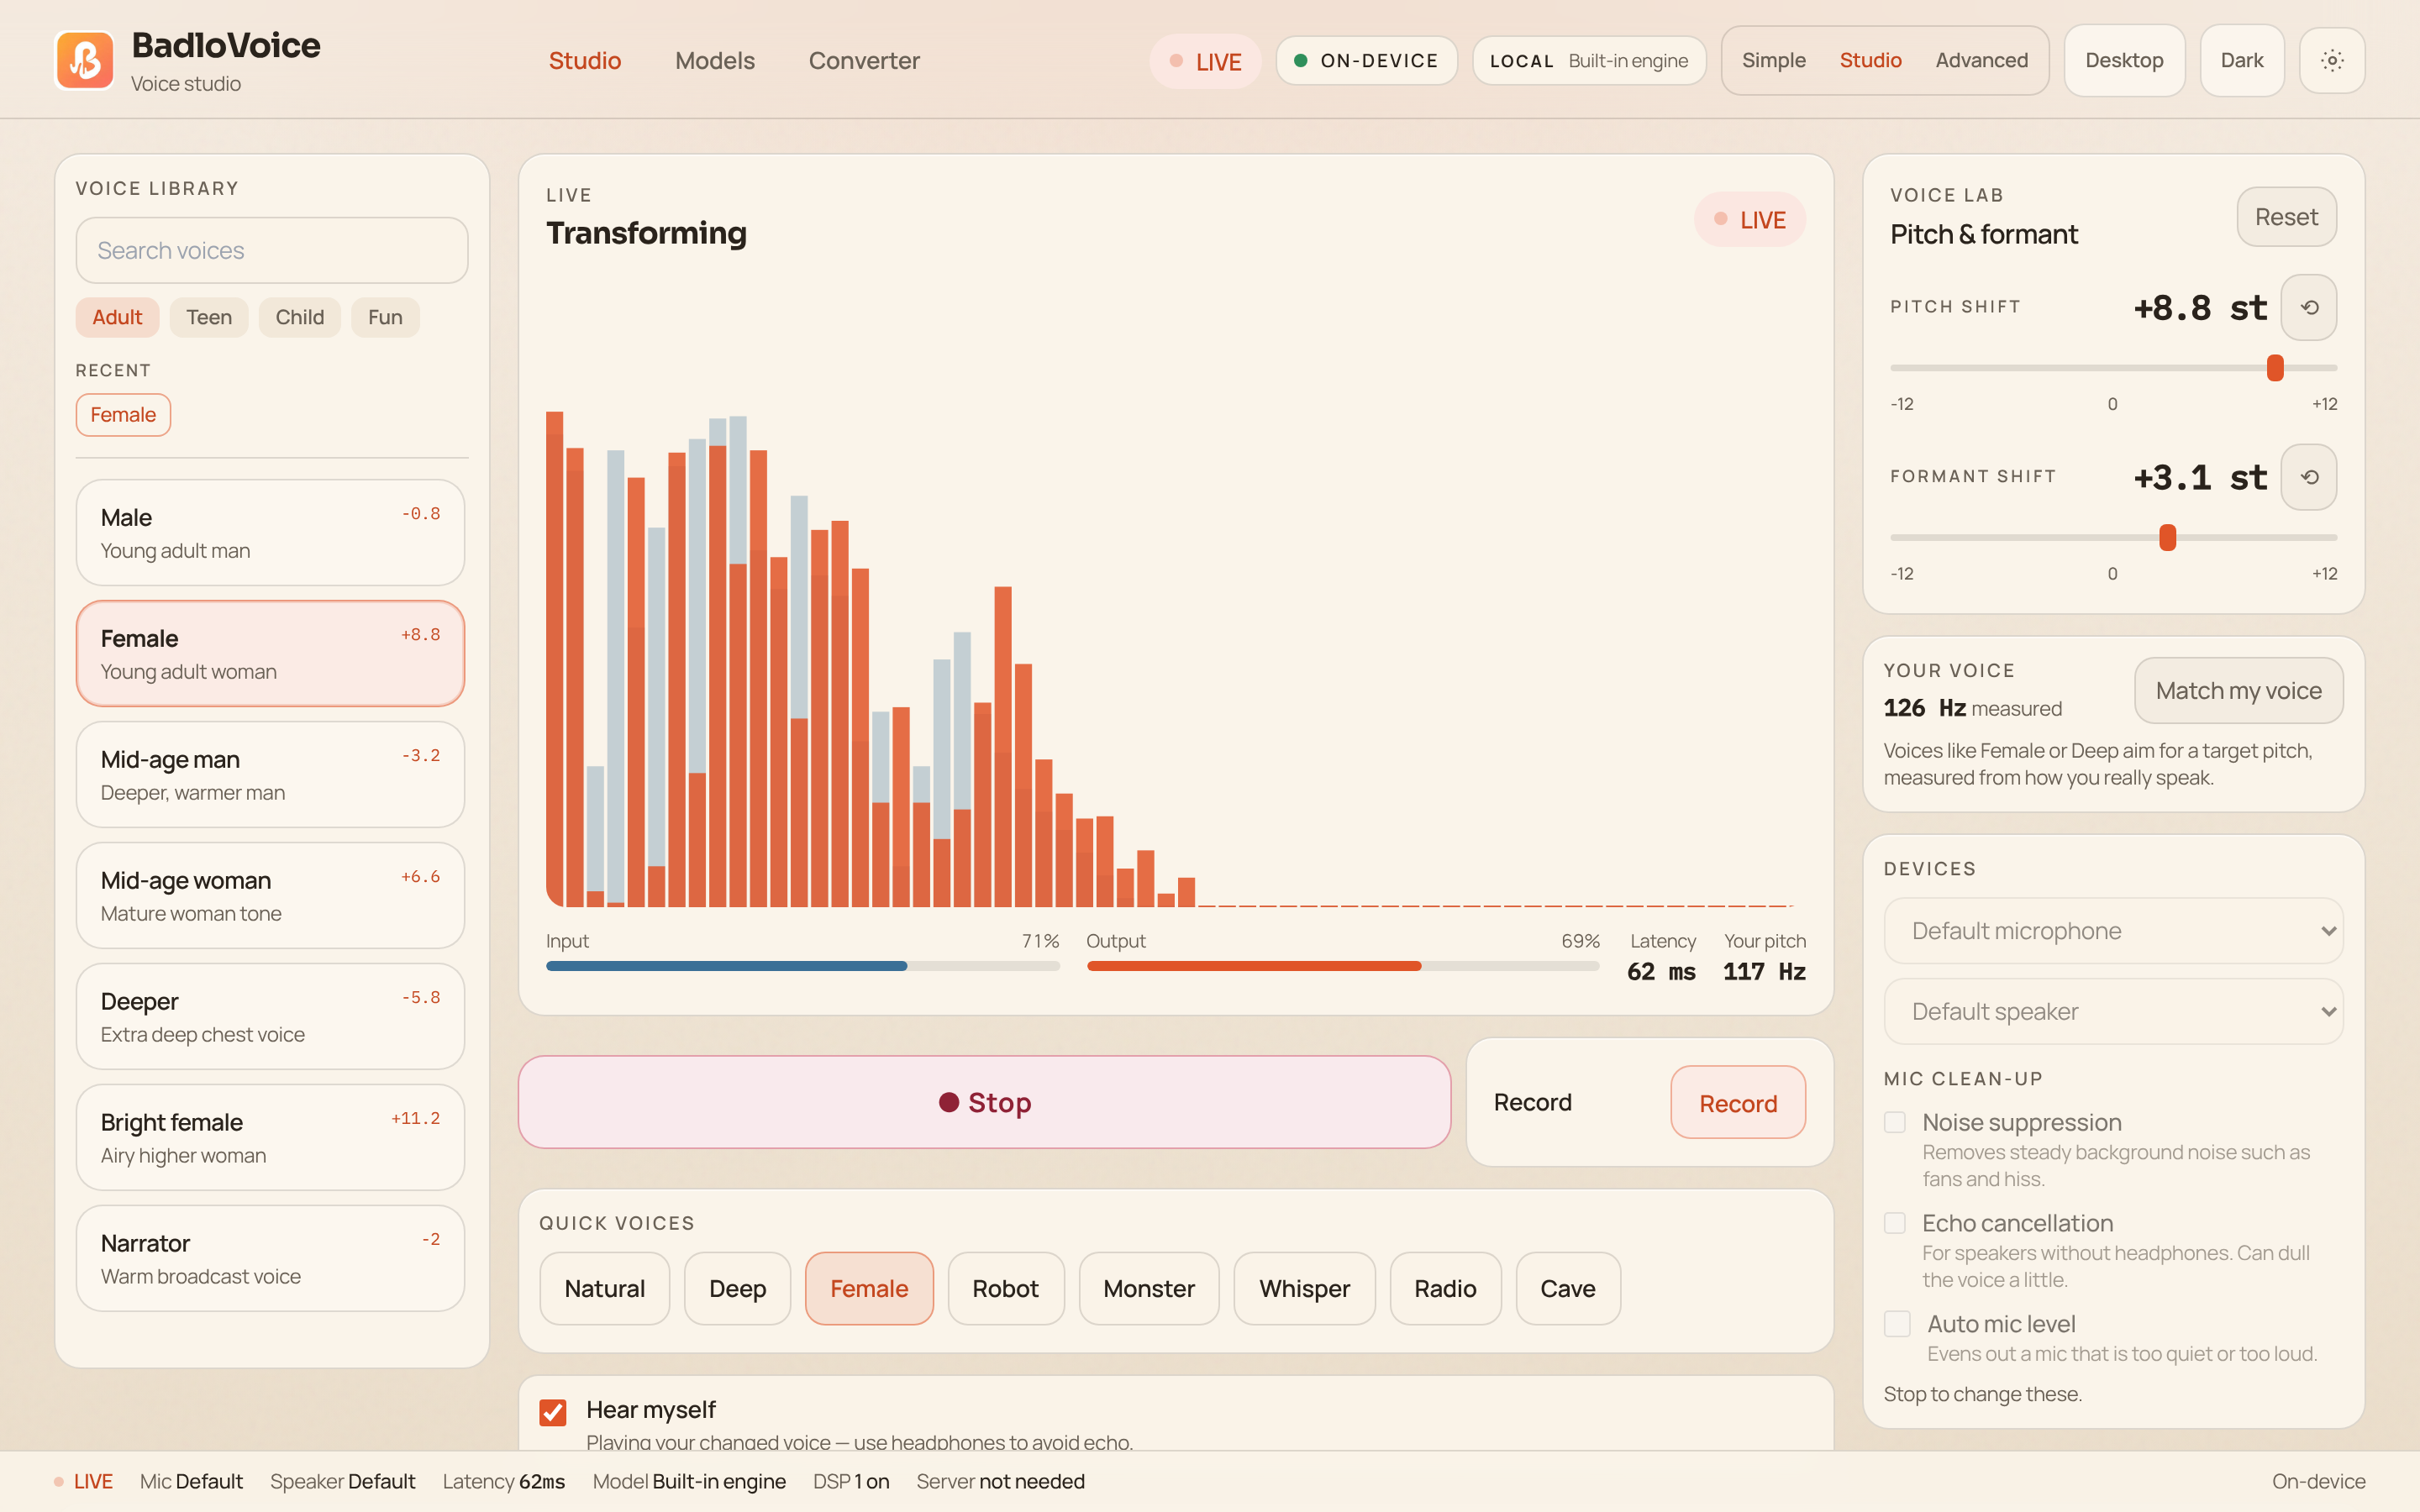 BadloVoice
Voice studio
Studio
Models
Converter
LIVE
ON-DEVICE
LOCAL Built-in engine
Simple
Studio
Advanced
Desktop
Dark
VOICE LIBRARY
Search voices
Adult
Teen
Child
Fun
RECENT
Female
Male
-0.8
Young adult man
Female
+8.8
Young adult woman
Mid-age man
-3.2
Deeper, warmer man
Mid-age woman
+6.6
Mature woman tone
Deeper
-5.8
Extra deep chest voice
Bright female
+11.2
Airy higher woman
Narrator
-2
Warm broadcast voice
LIVE
Transforming
LIVE
Input
71%
Output
69%
Latency
62 ms
Your pitch
117 Hz
Stop
Record
Record
QUICK VOICES
Natural
Deep
Female
Robot
Monster
Whisper
Radio
Cave
Hear myself
Playing your changed voice — use headphones to avoid echo.
VOICE LAB
Pitch & formant
Reset
PITCH SHIFT
+8.8 st
-12
0
+12
FORMANT SHIFT
+3.1 st
-12
0
+12
YOUR VOICE
126 Hz measured
Match my voice
Voices like Female or Deep aim for a target pitch,
measured from how you really speak.
DEVICES
Default microphone
Default speaker
MIC CLEAN-UP
Noise suppression
Removes steady background noise such as
fans and hiss.
Echo cancellation
For speakers without headphones. Can dull
the voice a little.
Auto mic level
Evens out a mic that is too quiet or too loud.
Stop to change these.
LIVE
Mic Default
Speaker Default
Latency 62ms
Model Built-in engine
DSP 1 on
Server not needed
On-device